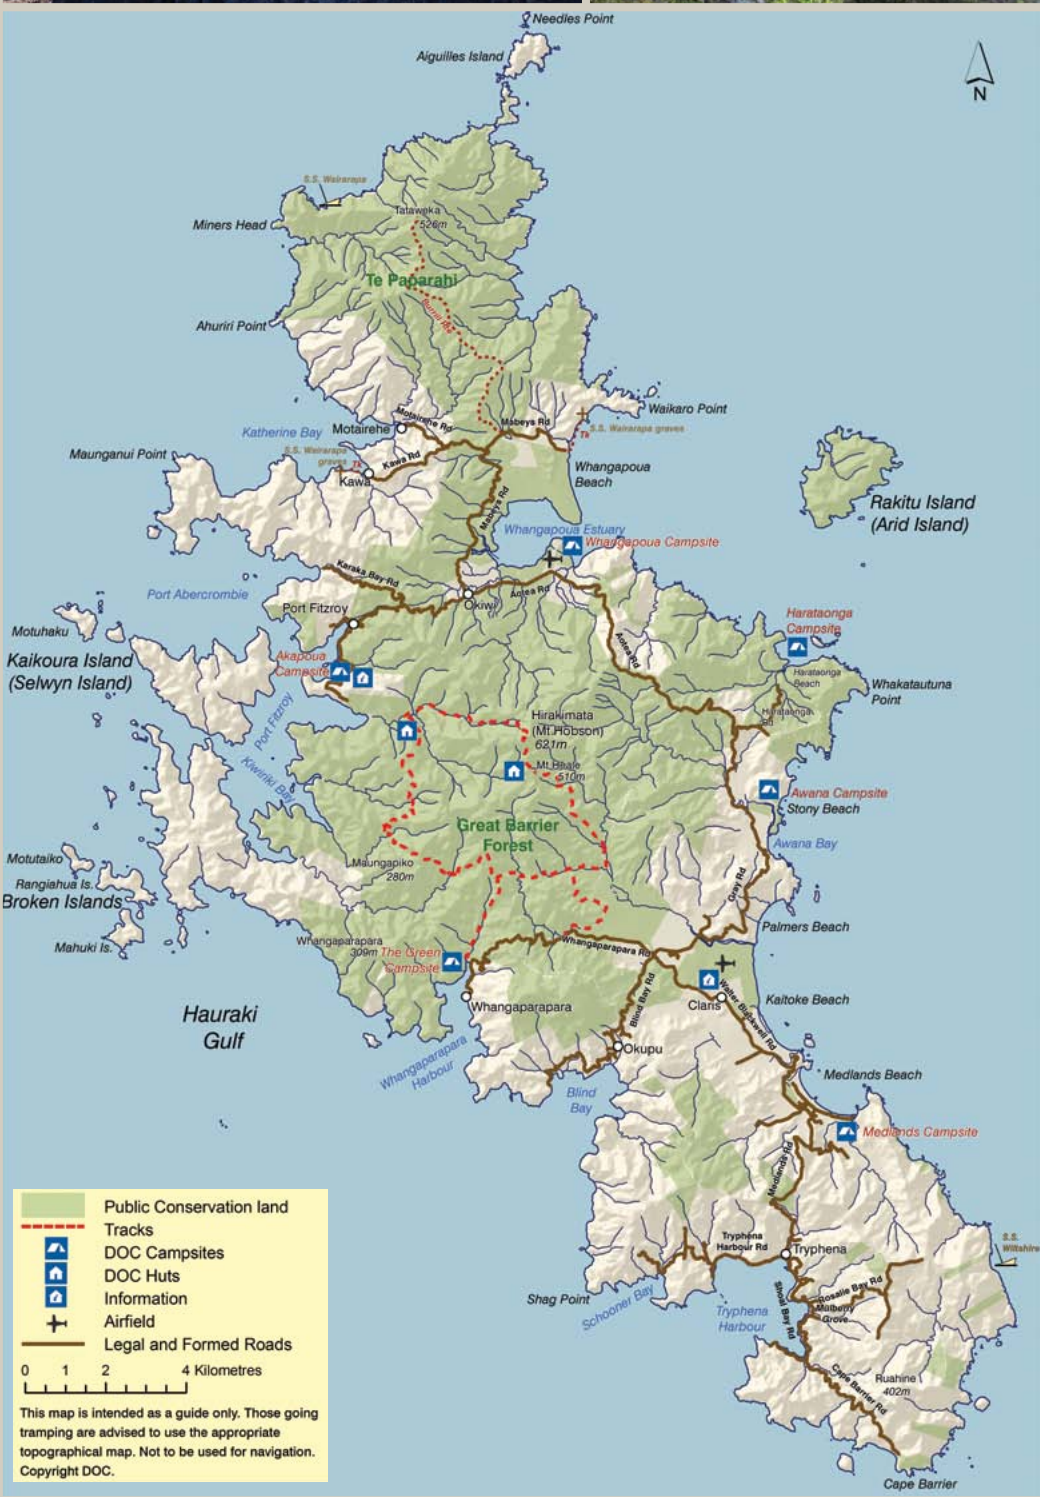 Needles Point
Aiguilles Island
N
S.S. Wairarapa
Tataweka
526m
Miners Head
Te Paparahi
Burrill Rte
Ahuriri Point
Waikaro Point
Motairehe Rd
Mabeys Rd
Katherine Bay
Motairehe
S.S. Wairarapa graves
Tk
Maunganui Point
S.S. Wairarapa
graves
Tk
Kawa Rd
Kawa
Whangapoua
Beach
Mabeys Rd
Rakitu Island
(Arid Island)
Whangapoua Estuary
Whangapoua Campsite
Karaka Bay Rd
Port Abercrombie
Aotea Rd
Okiwi
Port Fitzroy
Motuhaku
Harataonga
Campsite
Aotea Rd
Kaikoura Island
(Selwyn Island)
Akapoua
Campsite
Harataonga
Beach
Whakatautuna
Point
Harataonga
Rd
Port Fitzroy
Hirakimata
(Mt.Hobson)
621m
Mt.Heale
510m
Kiwiriki Bay
Awana Campsite
Stony Beach
Great Barrier
Forest
Awana Bay
Motutaiko
Maungapiko
280m
Rangiahua Is.
Broken Islands
Gray Rd
Palmers Beach
Mahuki Is.
Whangaparapara
309m
The Green
Campsite
Whangaparapara Rd
Whangaparapara
Blind Bay Rd
Claris
Walter Blackwell Rd
Kaitoke Beach
Hauraki
Gulf
Okupu
Whangaparapara
Harbour
Blind
Bay
Medlands Beach
Medlands Campsite
Medlands Rd
Tryphena
Harbour Rd
Tryphena
S.S.
Wiltshire
Shag Point
Schooner Bay
Tryphena
Harbour
Shoal Bay Rd
Rosalie Bay Rd
Mulberry
Grove
Cape Barrier Rd
Ruahine
402m
Cape Barrier
Public Conservation land
Tracks
DOC Campsites
DOC Huts
Information
Airfield
Legal and Formed Roads
0 1 2 4 Kilometres
This map is intended as a guide only. Those going
tramping are advised to use the appropriate
topographical map. Not to be used for navigation.
Copyright DOC.